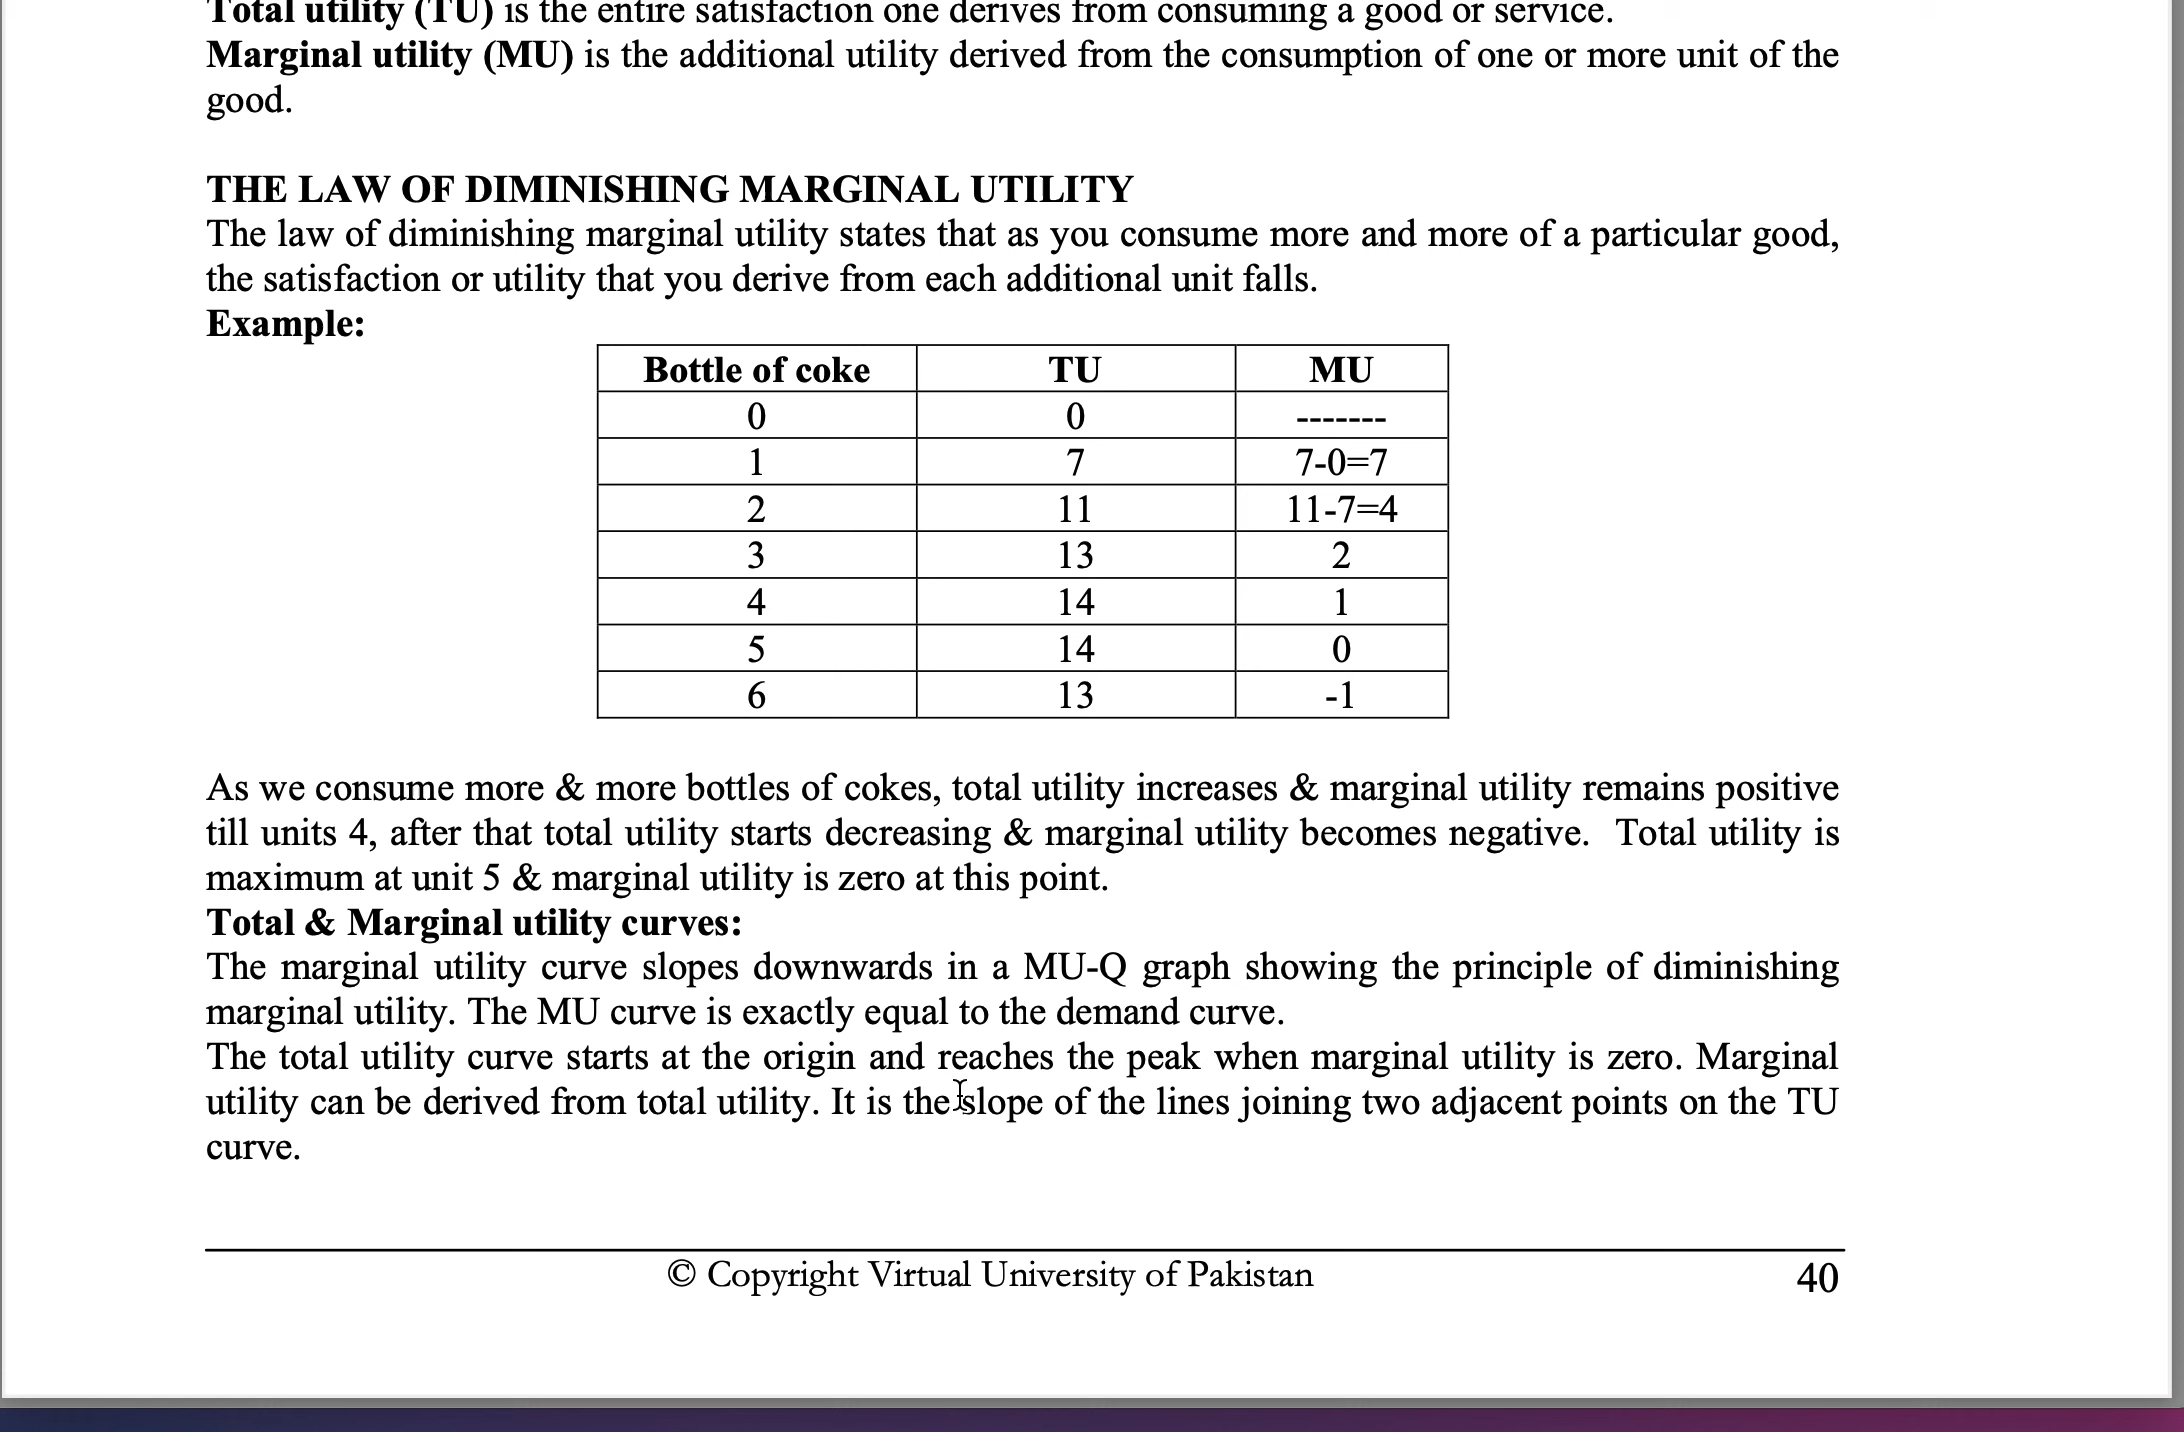 Total utility (TU) is the entire satisfaction one derives from consuming a good or service.
Marginal utility (MU) is the additional utility derived from the consumption of one or more unit of the
good.
THE LAW OF DIMINISHING MARGINAL UTILITY
The law of diminishing marginal utility states that as you consume more and more of a particular good,
the satisfaction or utility that you derive from each additional unit falls.
Example:
Bottle of coke TU MU
0 0 -------
1 7 7-0=7
2 11 11-7=4
3 13 2
4 14 1
5 14 0
6 13 -1
As we consume more & more bottles of cokes, total utility increases & marginal utility remains positive
till units 4, after that total utility starts decreasing & marginal utility becomes negative. Total utility is
maximum at unit 5 & marginal utility is zero at this point.
Total & Marginal utility curves:
The marginal utility curve slopes downwards in a MU-Q graph showing the principle of diminishing
marginal utility. The MU curve is exactly equal to the demand curve.
The total utility curve starts at the origin and reaches the peak when marginal utility is zero. Marginal
utility can be derived from total utility. It is the slope of the lines joining two adjacent points on the TU
curve.
© Copyright Virtual University of Pakistan 40